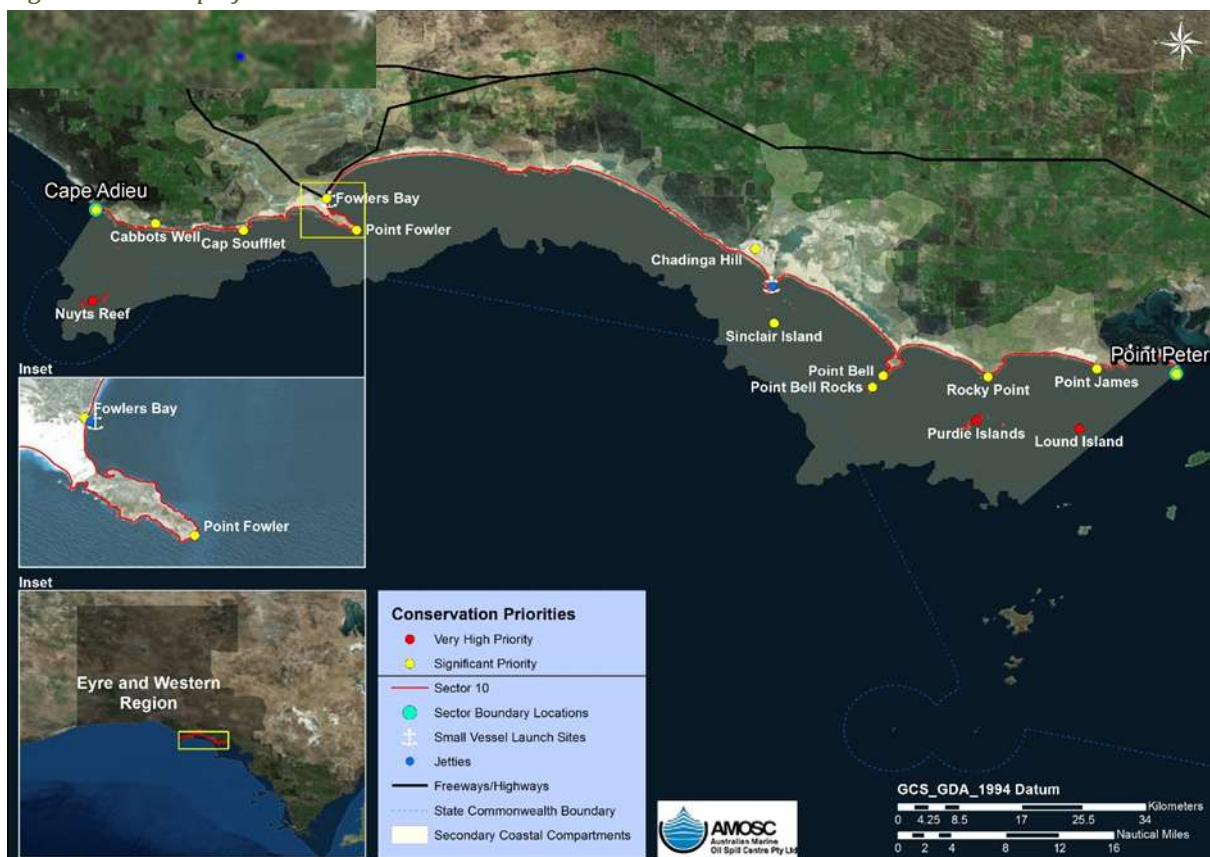 Cape Adieu
Cabbots Well
Cap Soufflet
Fowlers Bay
Point Fowler
Nuyts Reef
Chadinga Hill
Sinclair Island
Point Bell
Point Bell Rocks
Rocky Point
Point James
Point Peter
Purdie Islands
Lound Island
Inset
Fowlers Bay
Point Fowler
Inset
Eyre and Western
Region
Conservation Priorities
Very High Priority
Significant Priority
Sector 10
Sector Boundary Locations
Small Vessel Launch Sites
Jetties
Freeways/Highways
State Commonwealth Boundary
Secondary Coastal Compartments
AMOSC
Australian Marine
Oil Spill Centre Pty Ltd
GCS_GDA_1994 Datum
Kilometers
0 4.25 8.5 17 25.5 34
Nautical Miles
0 2 4 8 12 16